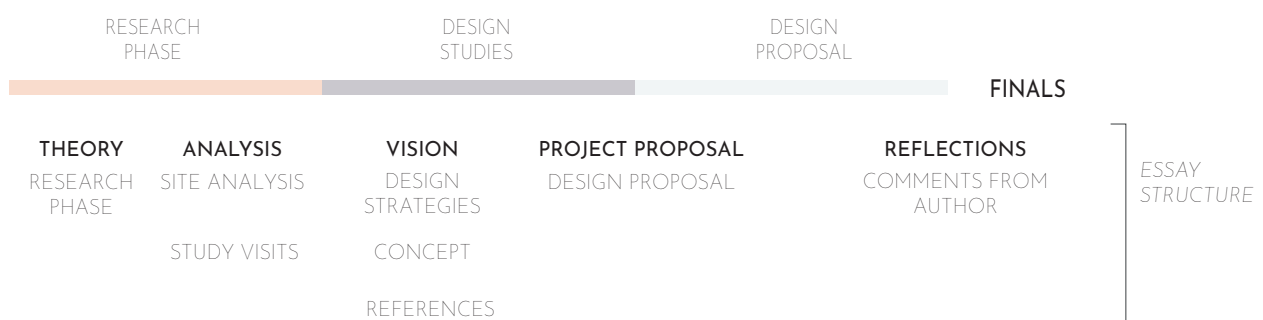 RESEARCH
PHASE
DESIGN
STUDIES
DESIGN
PROPOSAL
FINALS
THEORY
RESEARCH
PHASE
ANALYSIS
SITE ANALYSIS
STUDY VISITS
VISION
DESIGN
STRATEGIES
CONCEPT
REFERENCES
PROJECT PROPOSAL
DESIGN PROPOSAL
REFLECTIONS
COMMENTS FROM
AUTHOR
ESSAY
STRUCTURE